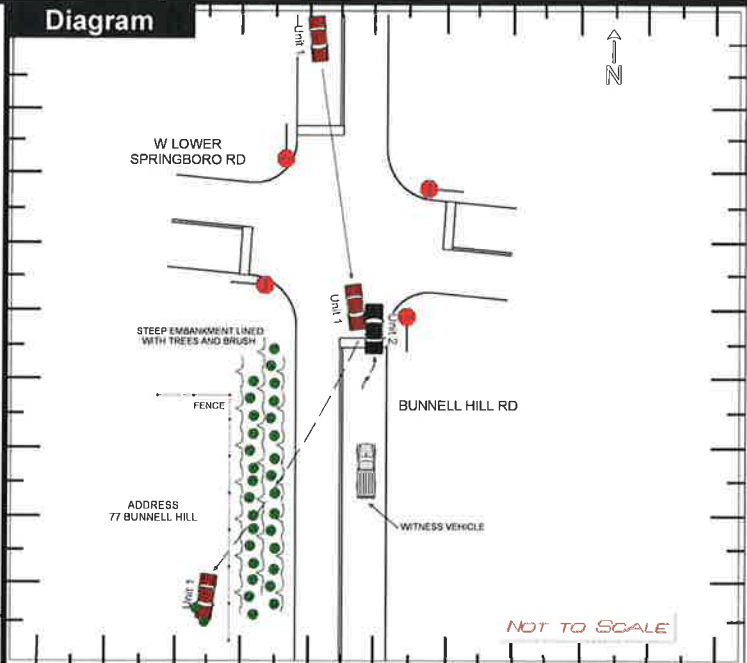 Diagram
Unit 1
N
W LOWER
SPRINGBORO RD
Unit 1
Unit 2
STEEP EMBANKMENT LINED
WITH TREES AND BRUSH
FENCE
BUNNELL HILL RD
ADDRESS
77 BUNNELL HILL
WITNESS VEHICLE
Unit 1
NOT TO SCALE